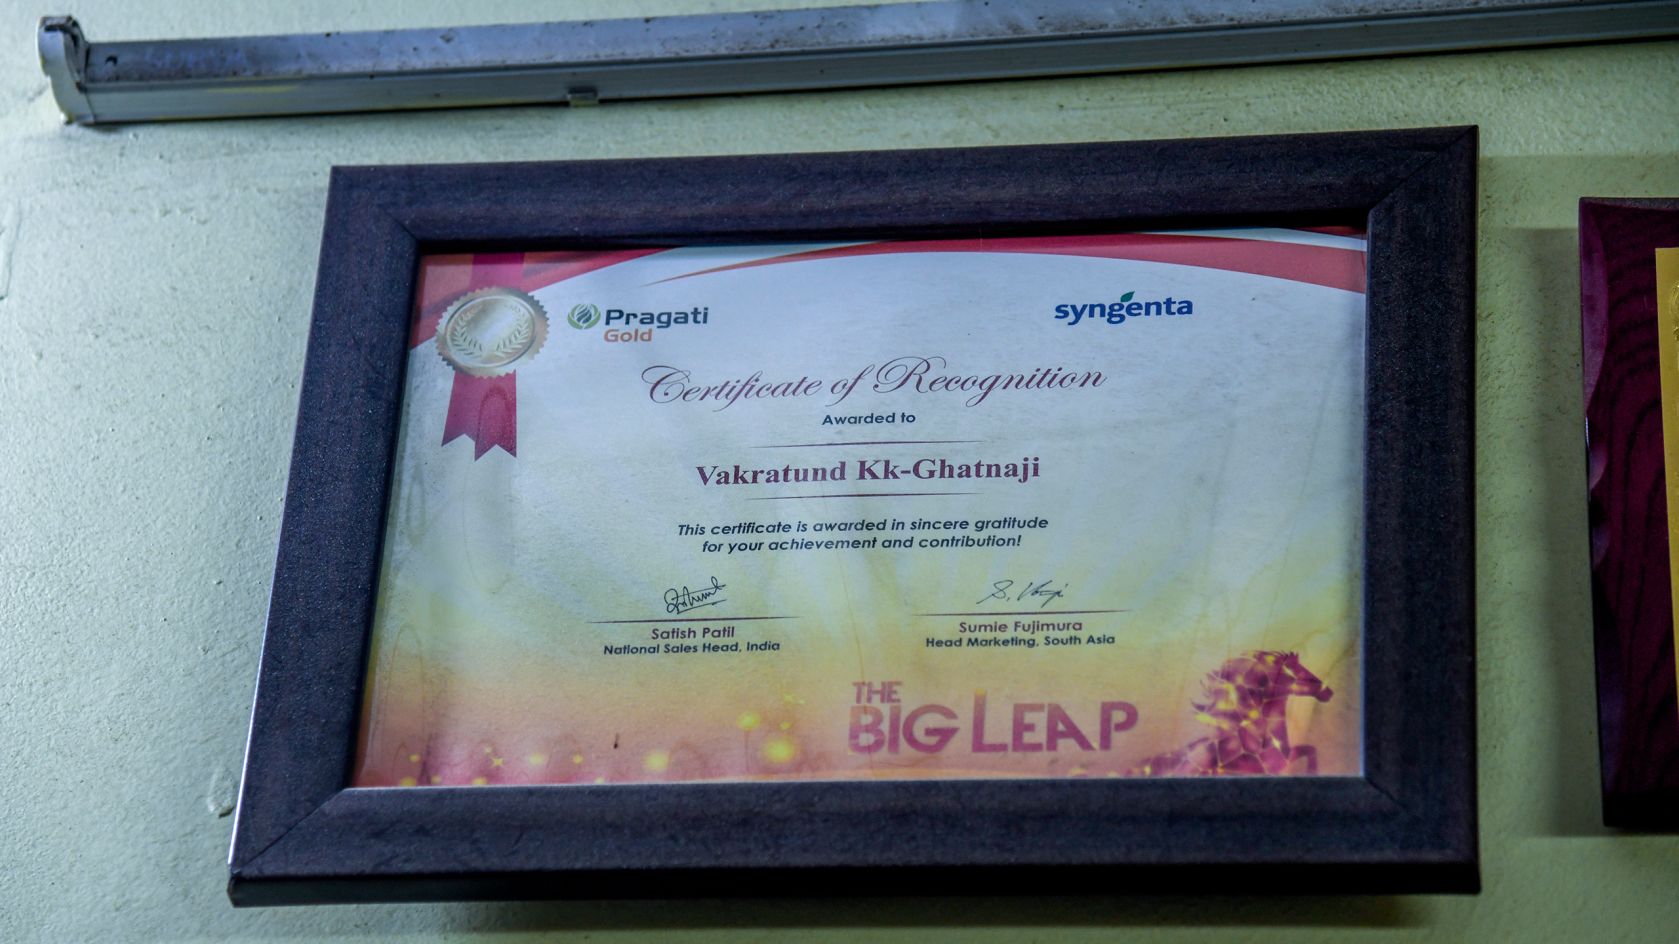 Pragati
Gold
syngenta
Certificate of Recognition
Awarded to
Vakratund Kk-Ghatnaji
This certificate is awarded in sincere gratitude
for your achievement and contribution!
Satish Patil
National Sales Head, India
Sumie Fujimura
Head Marketing, South Asia
THE
BIG LEAP